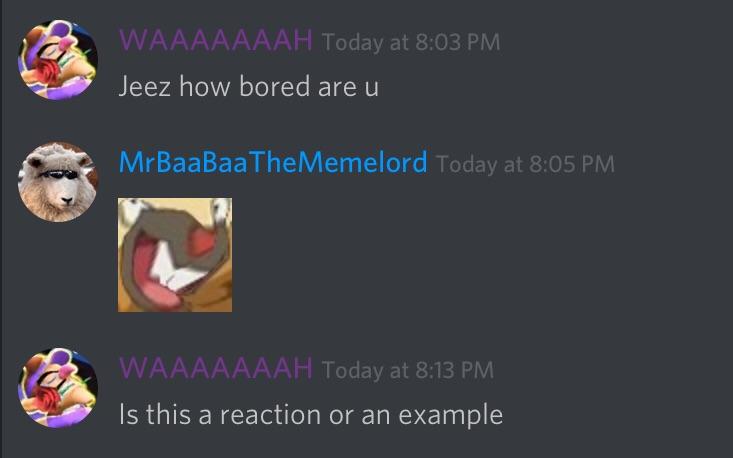 WAAAAAAAH Today at 8:03 PM
Jeez how bored are u
MrBaaBaaTheMemelord Today at 8:05 PM
WAAAAAAAH Today at 8:13 PM
Is this a reaction or an example